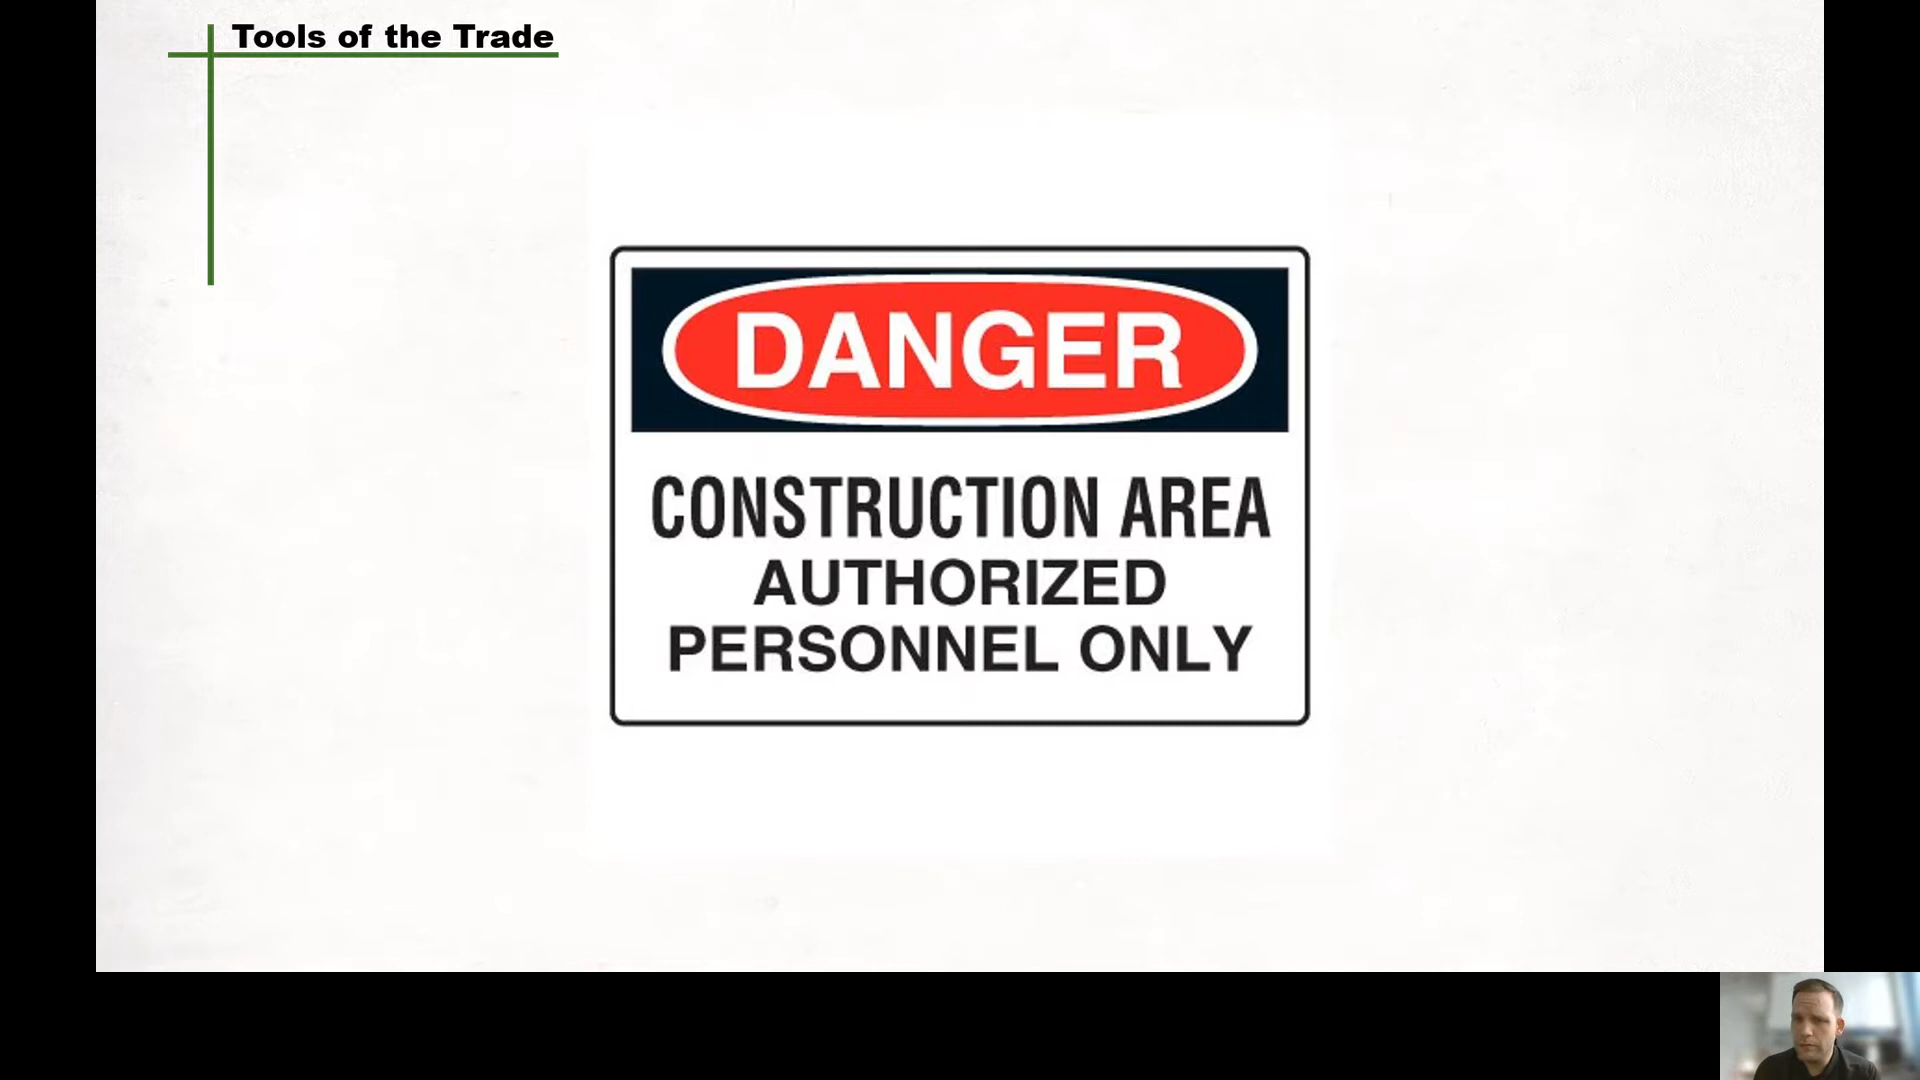 Tools of the Trade
DANGER
CONSTRUCTION AREA
AUTHORIZED
PERSONNEL ONLY